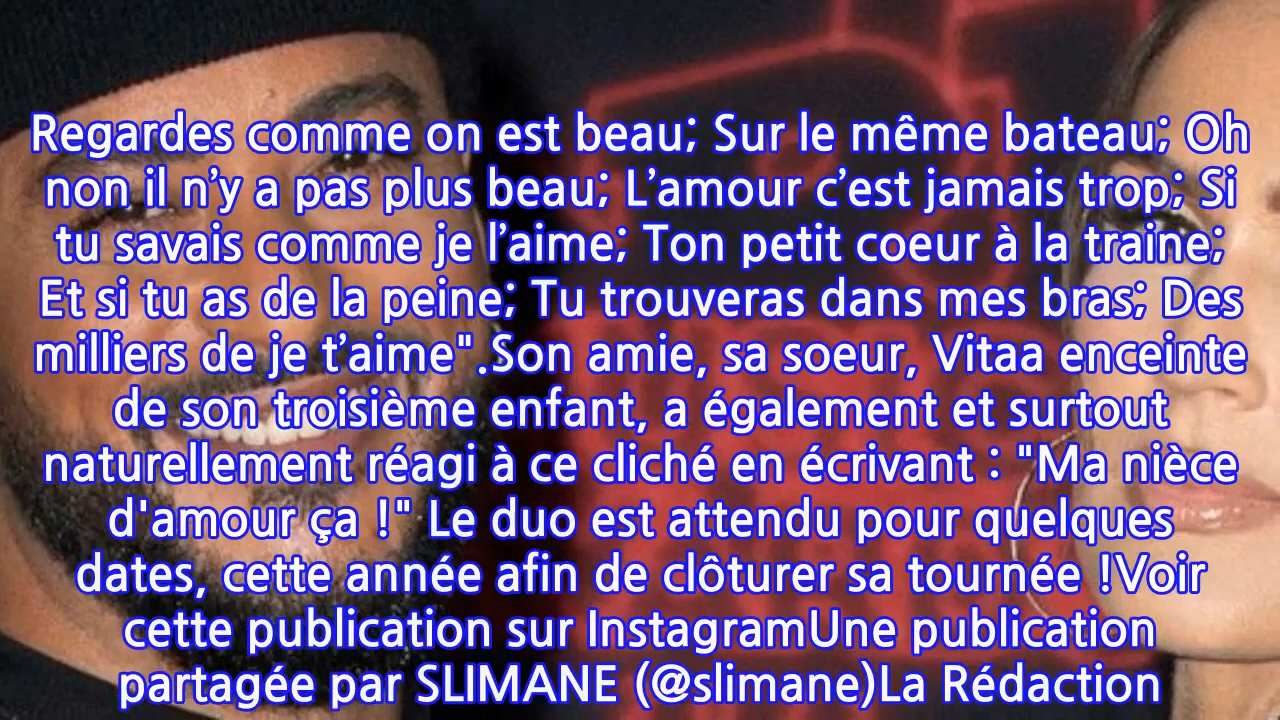 Regardes comme on est beau; Sur le même bateau; Oh
non il n’y a pas plus beau; L’amour c’est jamais trop; Si
tu savais comme je l’aime; Ton petit coeur à la traine;
Et si tu as de la peine; Tu trouveras dans mes bras; Des
milliers de je t’aime" .Son amie, sa soeur, Vitaa enceinte
de son troisième enfant, a également et surtout
naturellement réagi à ce cliché en écrivant : "Ma nièce
d'amour ça !" Le duo est attendu pour quelques
dates, cette année afin de clôturer sa tournée !Voir
cette publication sur InstagramUne publication
partagée par SLIMANE (@slimane)La Rédaction